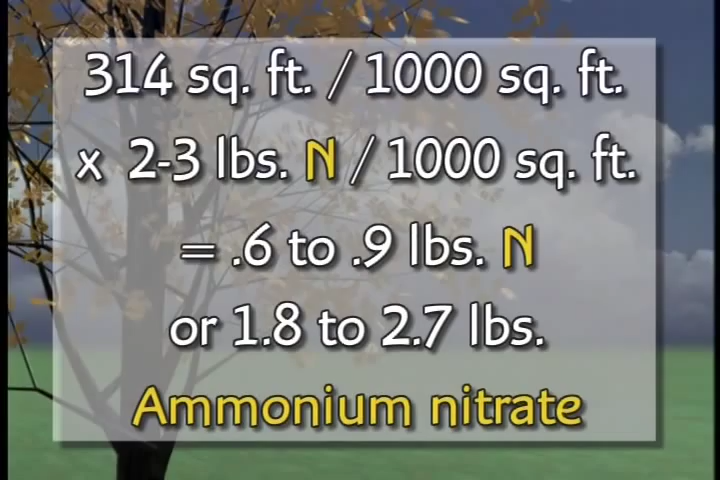 314 sq. ft. / 1000 sq. ft.
x 2-3 lbs. N / 1000 sq. ft.
= .6 to .9 lbs. N
or 1.8 to 2.7 lbs.
Ammonium nitrate